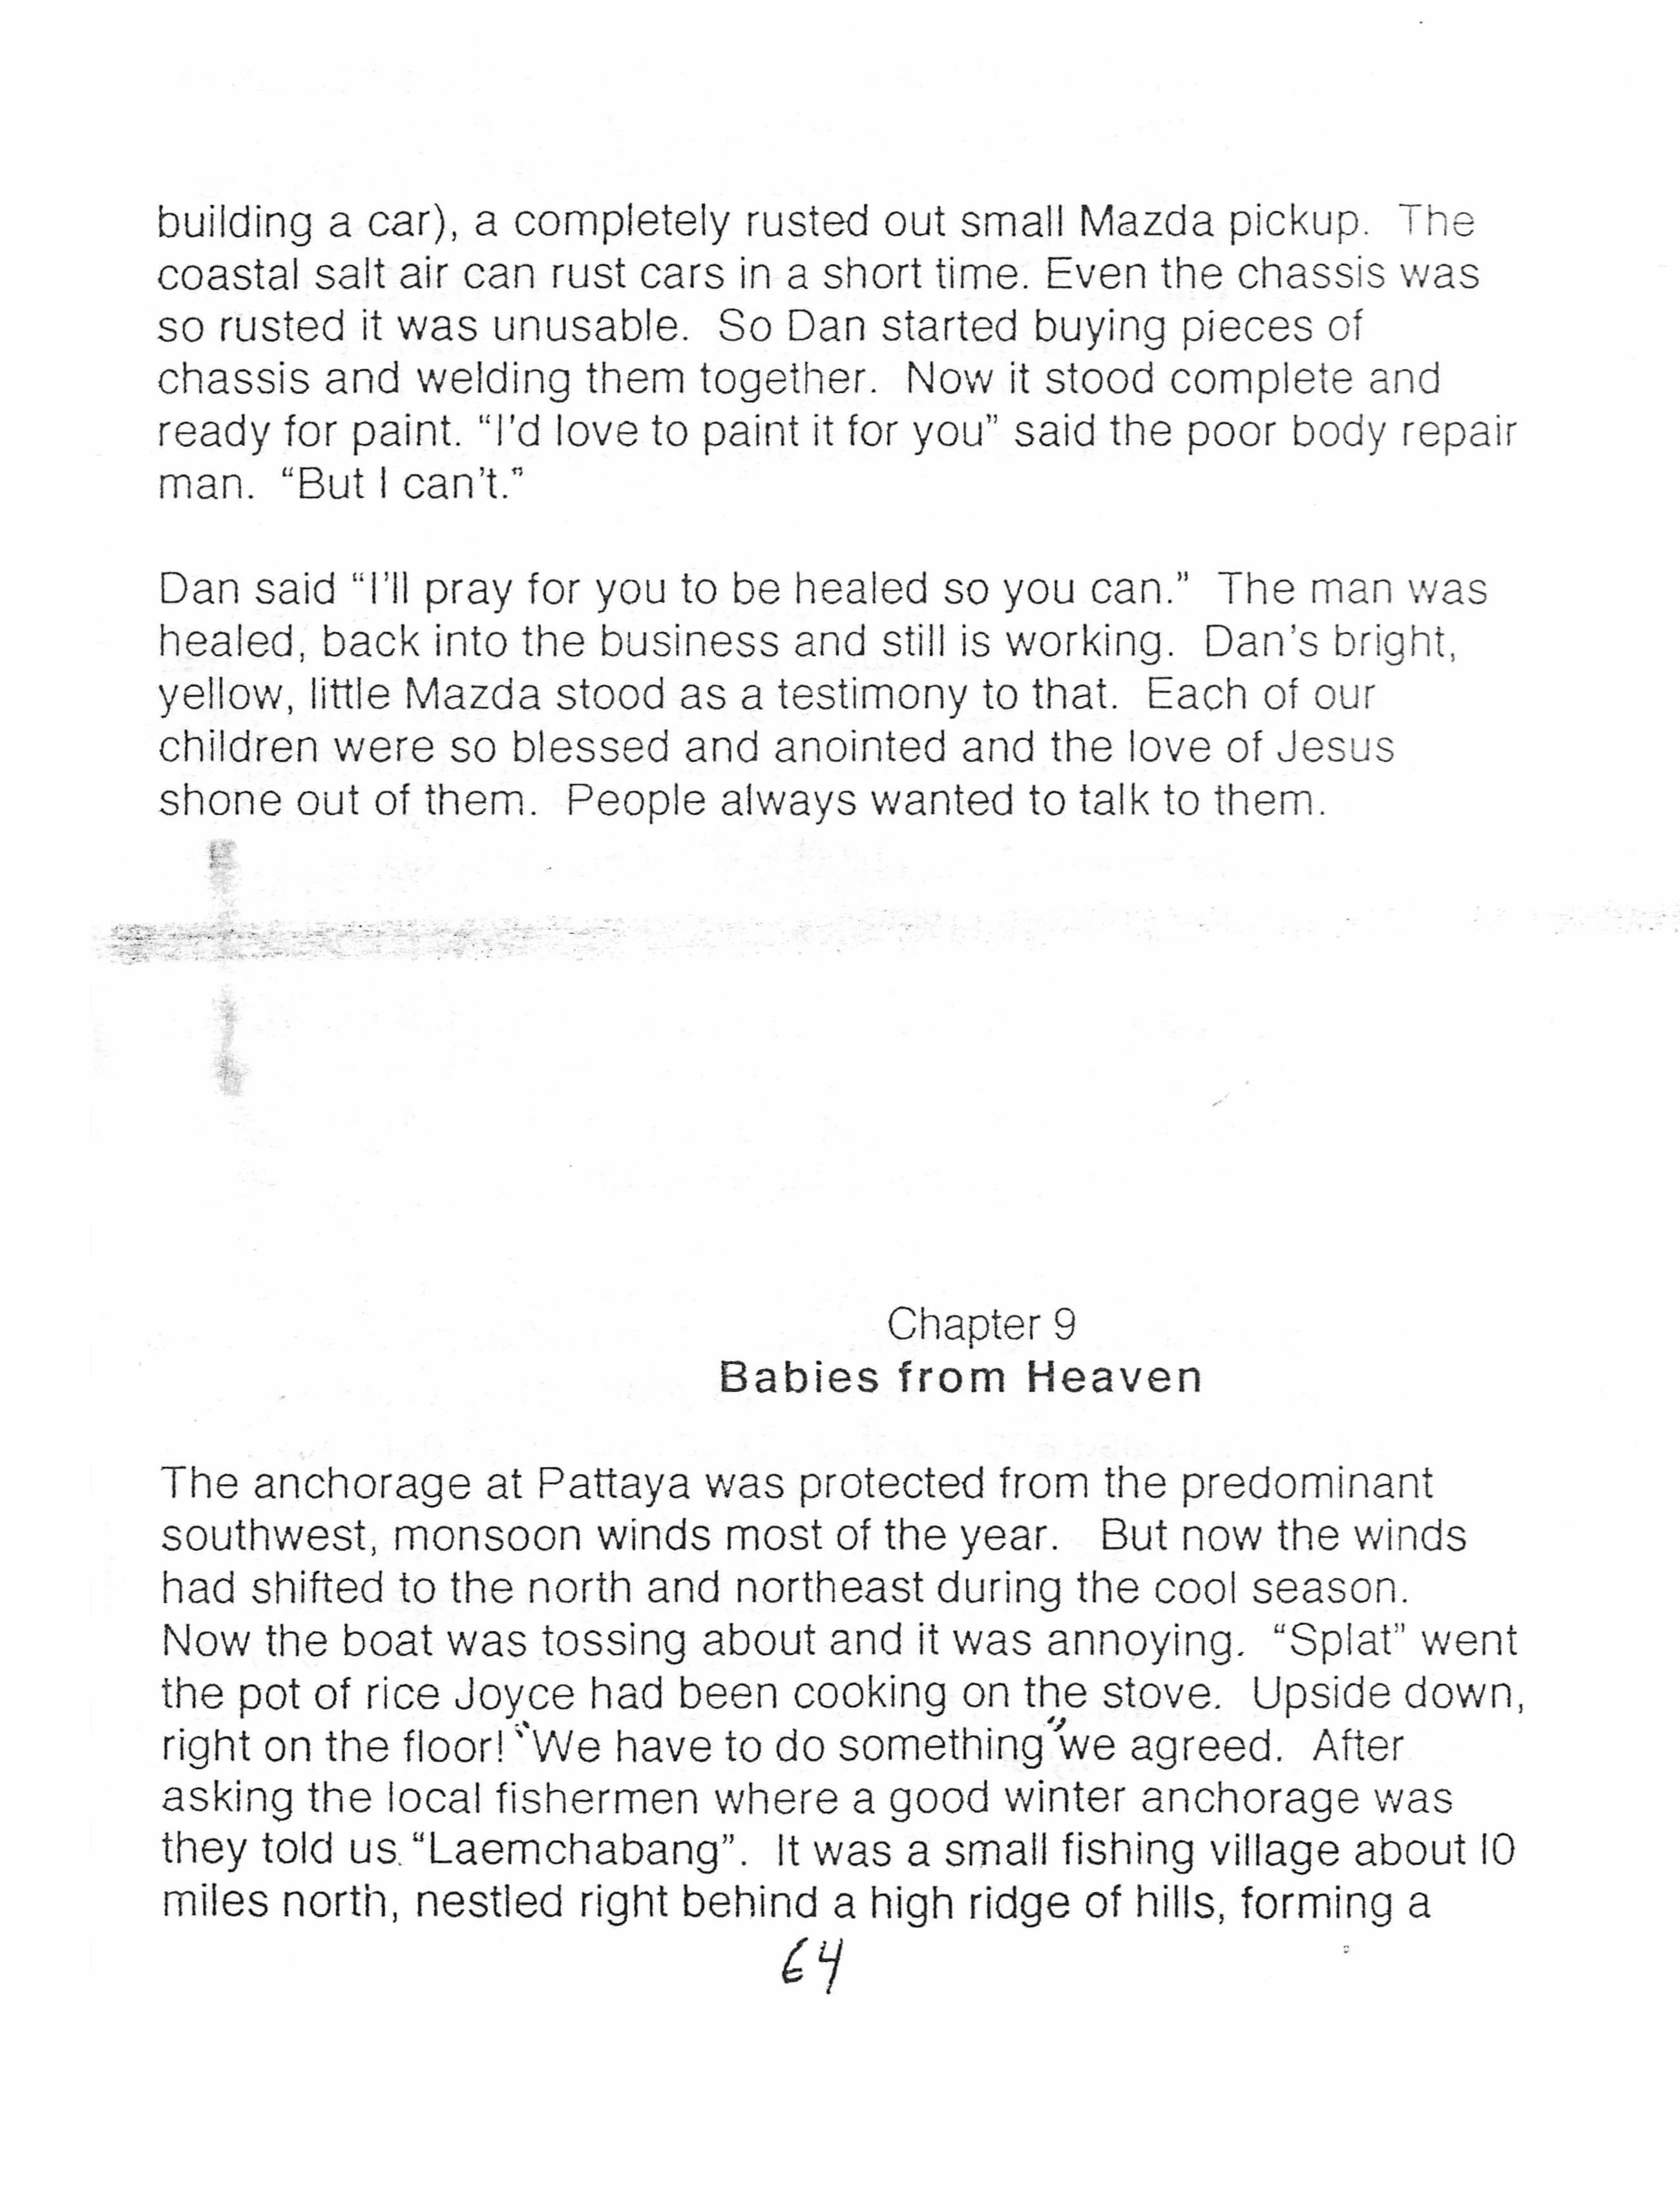 building a car), a completely rusted out small Mazda pickup.  The
coastal salt air can rust cars in a short time. Even the chassis was
so rusted it was unusable.  So Dan started buying pieces of
chassis and welding them together.  Now it stood complete and
ready for paint. “I'd love to paint it for you” said the poor body repair
man.  “But I can't.”
Dan said “I'll pray for you to be healed so you can.”  The man was
healed, back into the business and still is working.  Dan's bright,
yellow, little Mazda stood as a testimony to that.  Each of our
children were so blessed and anointed and the love of Jesus
shone out of them.  People always wanted to talk to them.
Chapter 9
Babies from Heaven
The anchorage at Pattaya was protected from the predominant
southwest, monsoon winds most of the year.   But now the winds
had shifted to the north and northeast during the cool season.
Now the boat was tossing about and it was annoying.  “Splat” went
the pot of rice Joyce had been cooking on the stove.  Upside down,
right on the floor! “We have to do something” we agreed.  After
asking the local fishermen where a good winter anchorage was
they told us. “Laemchabang”.  It was a small fishing village about 10
miles north, nestled right behind a high ridge of hills, forming a
64